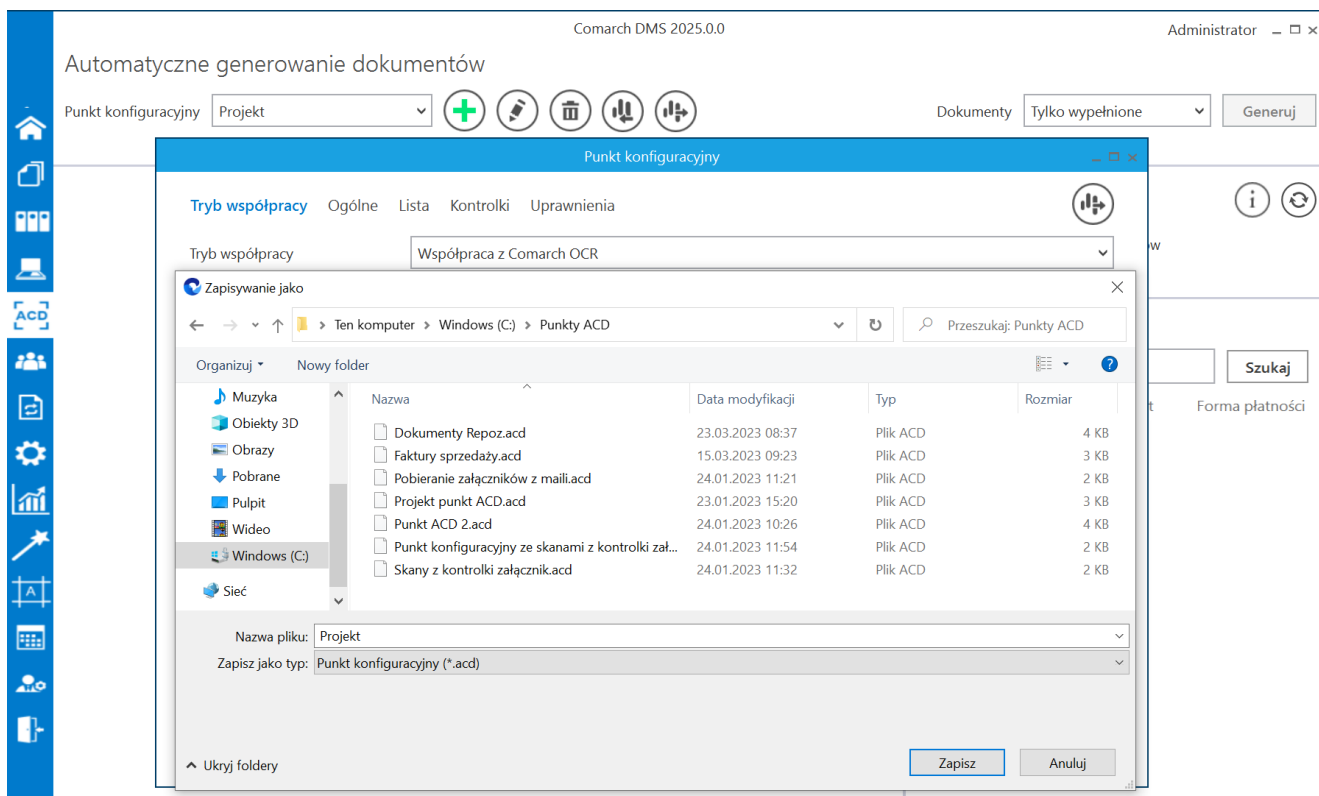 Comarch DMS 2025.0.0
Administrator
Automatyczne generowanie dokumentów
Punkt konfiguracyjny Projekt Dokumenty Tylko wypełnione Generuj
Punkt konfiguracyjny
Tryb współpracy Ogólne Lista Kontrolki Uprawnienia
i
Tryb współpracy Współpraca z Comarch OCR
ów
Zapisywanie jako
ACD
Ten komputer Windows (C:) Punkty ACD Przeszukaj: Punkty ACD
Organizuj Nowy folder ?
Szukaj
Muzyka Nazwa Data modyfikacji Typ Rozmiar
t Forma płatności
Obiekty 3D Dokumenty Repoz.acd 23.03.2023 08:37 Plik ACD 4 KB
Obrazy Faktury sprzedaży.acd 15.03.2023 09:23 Plik ACD 3 KB
Pobrane Pobieranie załączników z maili.acd 24.01.2023 11:21 Plik ACD 2 KB
Pulpit Projekt punkt ACD.acd 23.01.2023 15:20 Plik ACD 3 KB
Wideo Punkt ACD 2.acd 24.01.2023 10:26 Plik ACD 4 KB
Windows (C:) Punkt konfiguracyjny ze skanami z kontrolki zał... 24.01.2023 11:54 Plik ACD 2 KB
Skany z kontrolki załącznik.acd 24.01.2023 11:32 Plik ACD 2 KB
Sieć
A
Nazwa pliku: Projekt
Zapisz jako typ: Punkt konfiguracyjny (*.acd)
Ukryj foldery Zapisz Anuluj